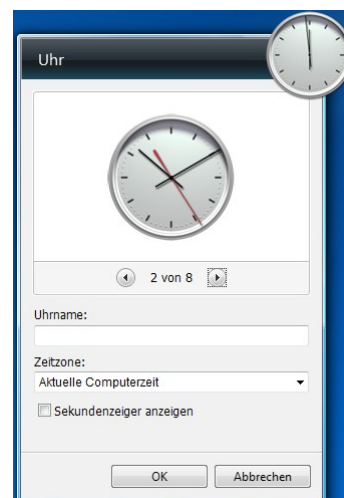 Uhr
2 von 8
Uhrname:
Zeitzone:
Aktuelle Computerzeit
Sekundenzeiger anzeigen
OK
Abbrechen